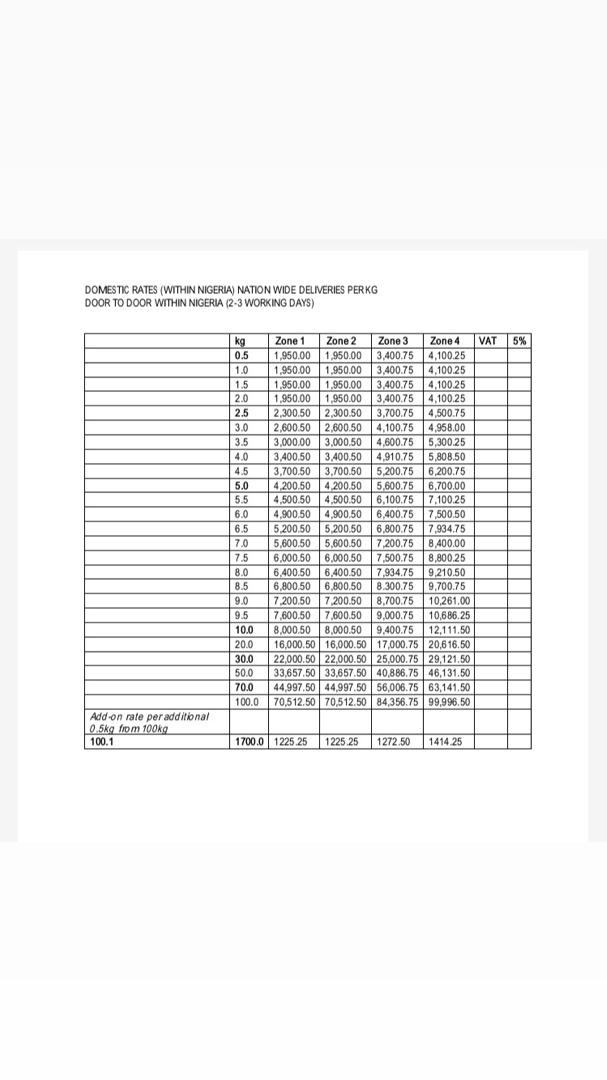 DOMESTIC RATES (WITHIN NIGERIA) NATION WIDE DELIVERIES PER KG
DOOR TO DOOR WITHIN NIGERIA (2-3 WORKING DAYS)
kg Zone 1 Zone 2 Zone 3 Zone 4 VAT 5%
0.5 1,950.00 1,950.00 3,400.75 4,100.25
1.0 1,950.00 1,950.00 3,400.75 4,100.25
1.5 1,950.00 1,950.00 3,400.75 4,100.25
2.0 1,950.00 1,950.00 3,400.75 4,100.25
2.5 2,300.50 2,300.50 3,700.75 4,500.75
3.0 2,600.50 2,600.50 4,100.75 4,958.00
3.5 3,000.00 3,000.50 4,600.75 5,300.25
4.0 3,400.50 3,400.50 4,910.75 5,808.50
4.5 3,700.50 3,700.50 5,200.75 6,200.75
5.0 4,200.50 4,200.50 5,600.75 6,700.00
5.5 4,500.50 4,500.50 6,100.75 7,100.25
6.0 4,900.50 4,900.50 6,400.75 7,500.50
6.5 5,200.50 5,200.50 6,800.75 7,934.75
7.0 5,600.50 5,600.50 7,200.75 8,400.00
7.5 6,000.50 6,000.50 7,500.75 8,800.25
8.0 6,400.50 6,400.50 7,934.75 9,210.50
8.5 6,800.50 6,800.50 8.300.75 9,700.75
9.0 7,200.50 7,200.50 8,700.75 10,261.00
9.5 7,600.50 7,600.50 9,000.75 10,686.25
10.0 8,000.50 8,000.50 9,400.75 12,111.50
20.0 16,000.50 16,000.50 17,000.75 20,616.50
30.0 22,000.50 22,000.50 25,000.75 29,121.50
50.0 33,657.50 33,657.50 40,886.75 46,131.50
70.0 44,997.50 44,997.50 56,006.75 63,141.50
100.0 70,512.50 70,512.50 84,356.75 99,996.50
Add-on rate per additional
0.5kg from 100kg
100.1 1700.0 1225.25 1225.25 1272.50 1414.25